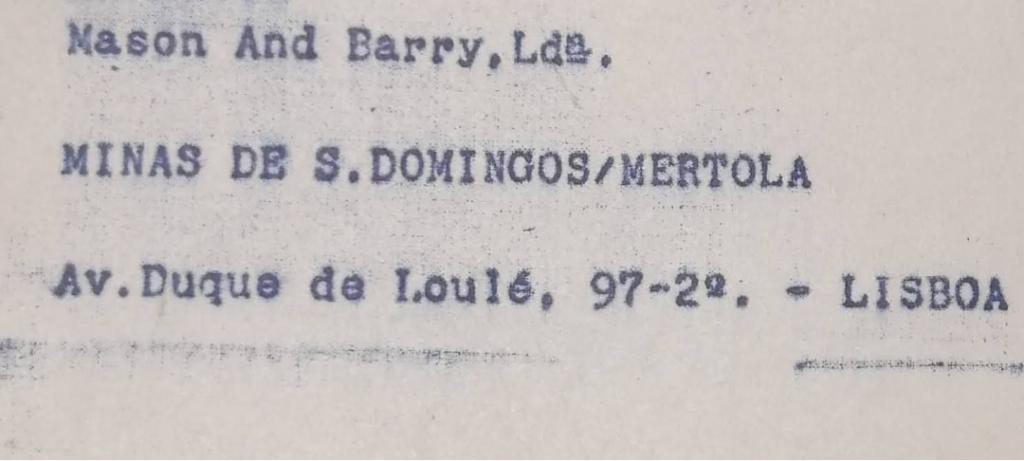 Mason And Barry, Ldª.
MINAS DE S.DOMINGOS/MERTOLA
Av.Duque de Loulé, 97-2º. - LISBOA